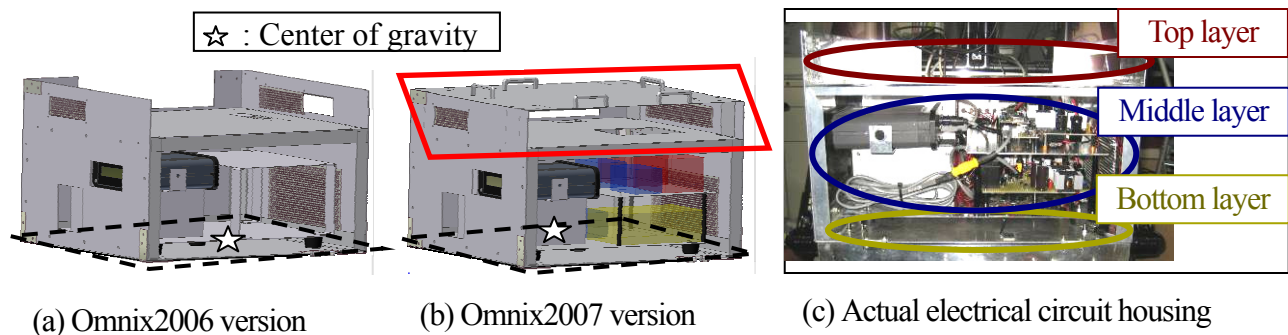 ☆ : Center of gravity
Top layer
Middle layer
Bottom layer
(a) Omnix2006 version
(b) Omnix2007 version
(c) Actual electrical circuit housing